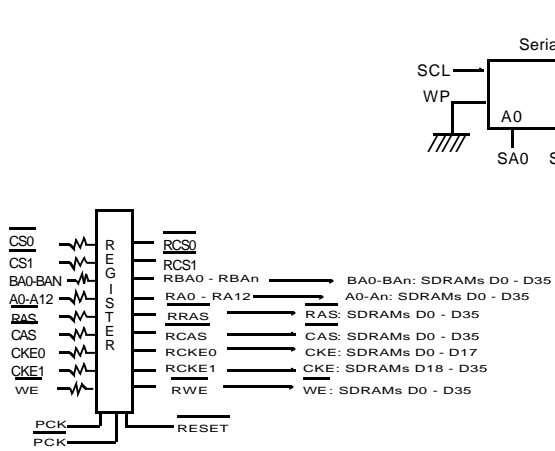 Seria
SCL
WP
A0
SA0 S
CS0 RCS0
CS1 RCS1
BA0-BAN RBA0 - RBAn BA0-BAn: SDRAMs D0 - D35
A0-A12 RA0 - RA12 A0-An: SDRAMs D0 - D35
RAS RRAS RAS: SDRAMs D0 - D35
CAS RCAS CAS: SDRAMs D0 - D35
CKE0 RCKE0 CKE: SDRAMs D0 - D17
CKE1 RCKE1 CKE: SDRAMs D18 - D35
WE RWE WE: SDRAMs D0 - D35
REGISTER
PCK RESET
PCK